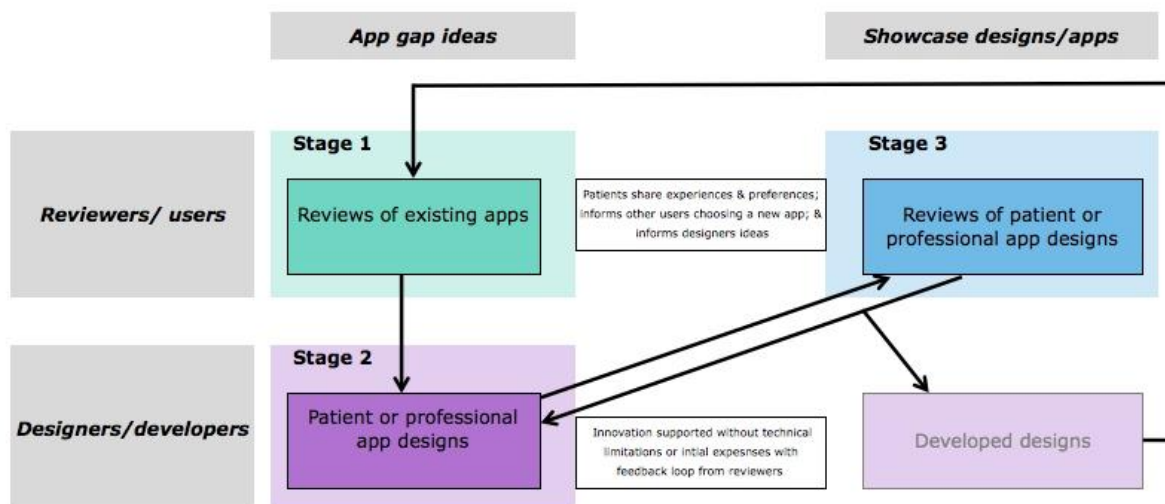 App gap ideas
Showcase designs/apps
Reviewers/ users
Stage 1
Reviews of existing apps
Patients share experiences & preferences;
informs other users choosing a new app; &
informs designers ideas
Stage 3
Reviews of patient or
professional app designs
Designers/developers
Stage 2
Patient or professional
app designs
Innovation supported without technical
limitations or intial expesnses with
feedback loop from reviewers
Developed designs